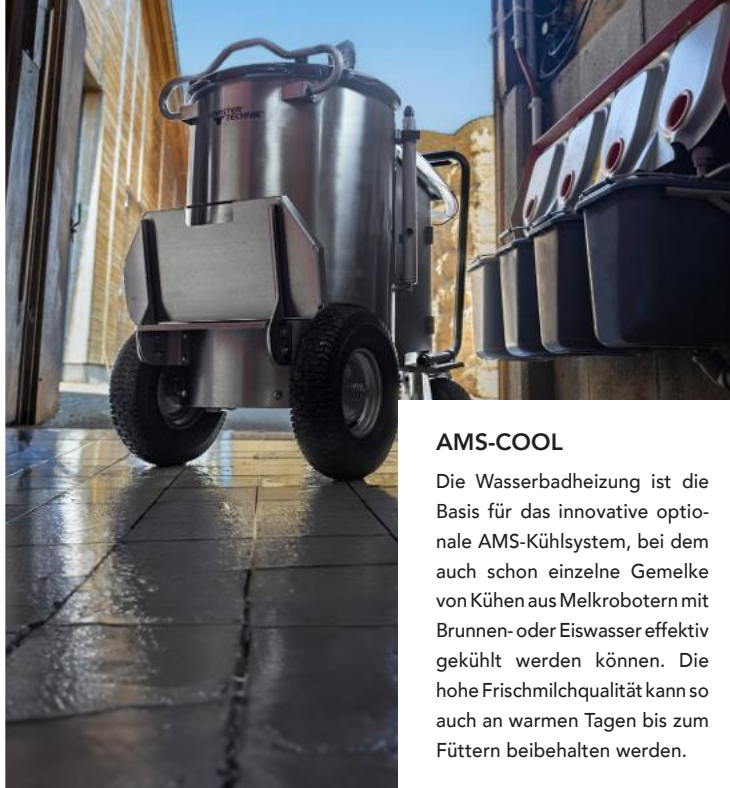 TECHNIK
AMS-COOL
Die Wasserbadheizung ist die
Basis für das innovative optio-
nale AMS-Kühlsystem, bei dem
auch schon einzelne Gemelke
von Kühen aus Melkrobotern mit
Brunnen- oder Eiswasser effektiv
gekühlt werden können. Die
hohe Frischmilchqualität kann so
auch an warmen Tagen bis zum
Füttern beibehalten werden.